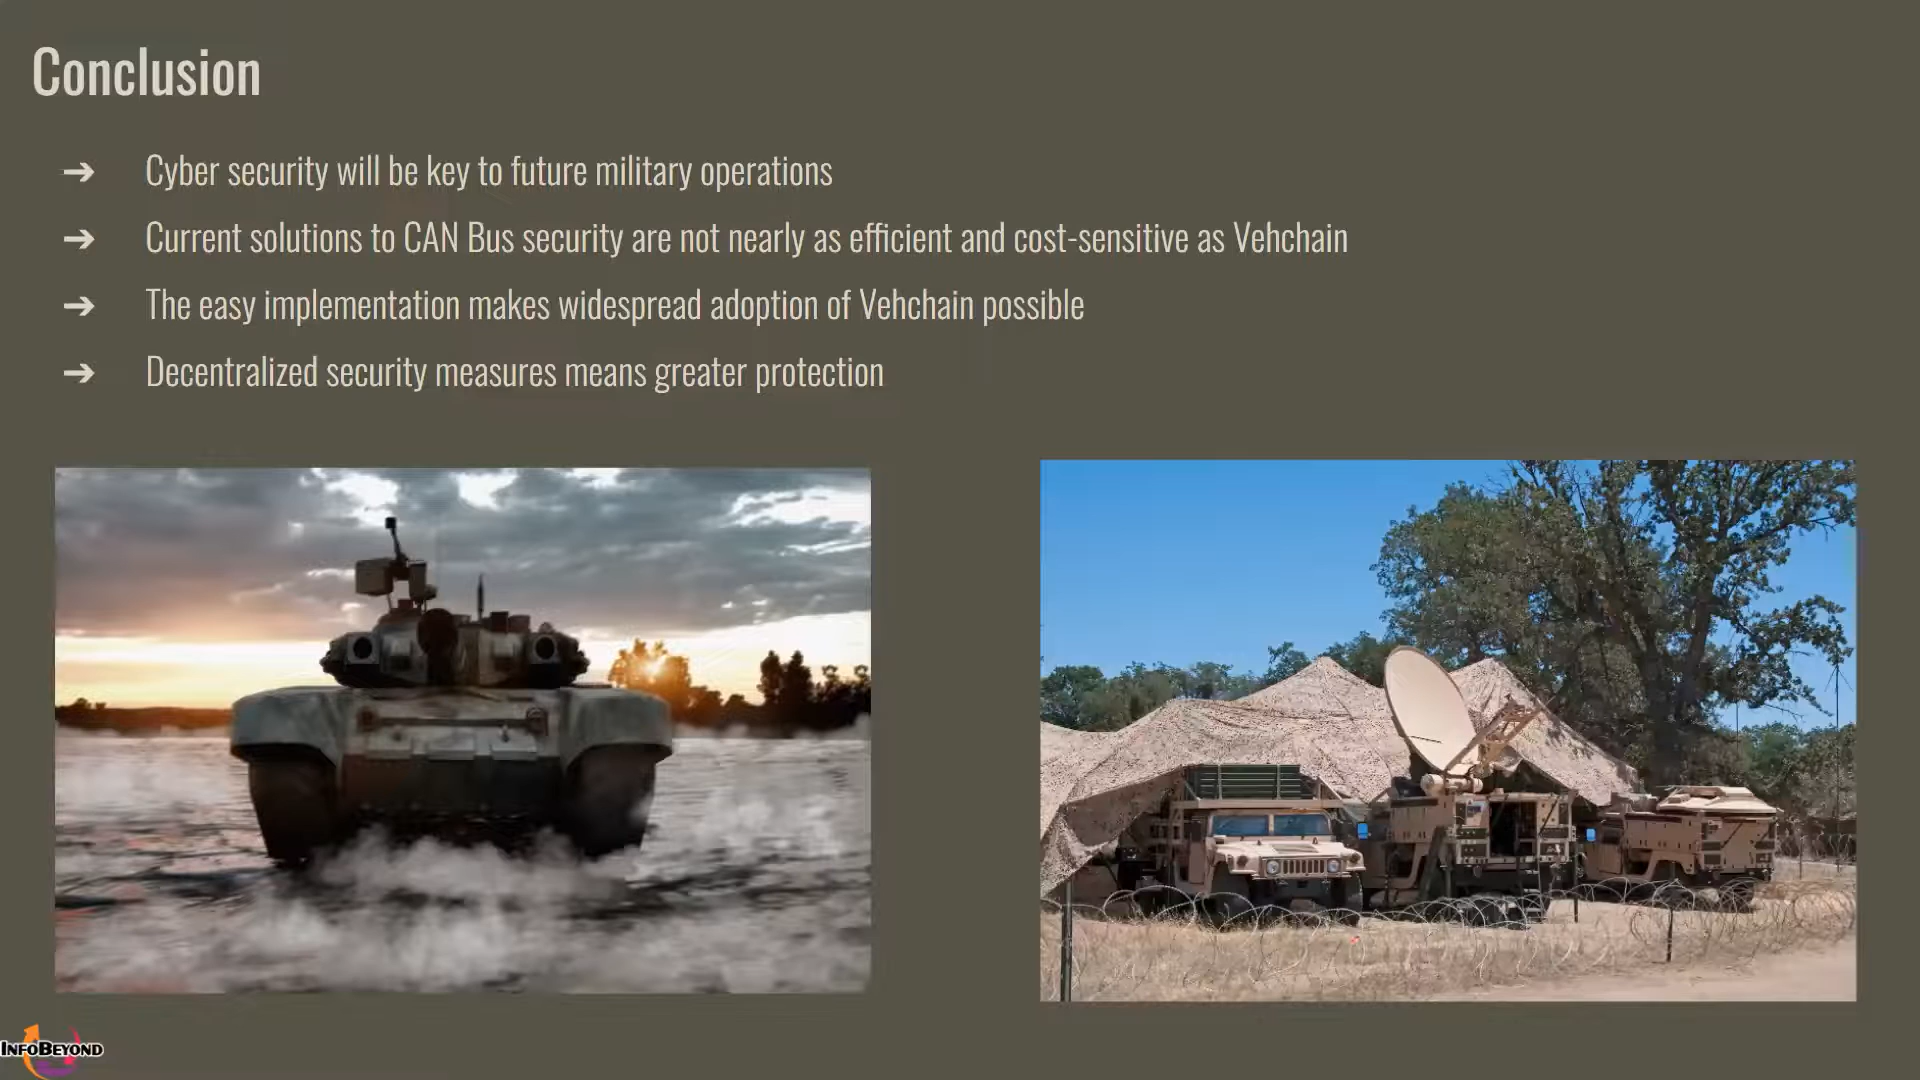 Conclusion
➔ Cyber security will be key to future military operations
➔ Current solutions to CAN Bus security are not nearly as efficient and cost-sensitive as Vehchain
➔ The easy implementation makes widespread adoption of Vehchain possible
➔ Decentralized security measures means greater protection
INFOBEYOND